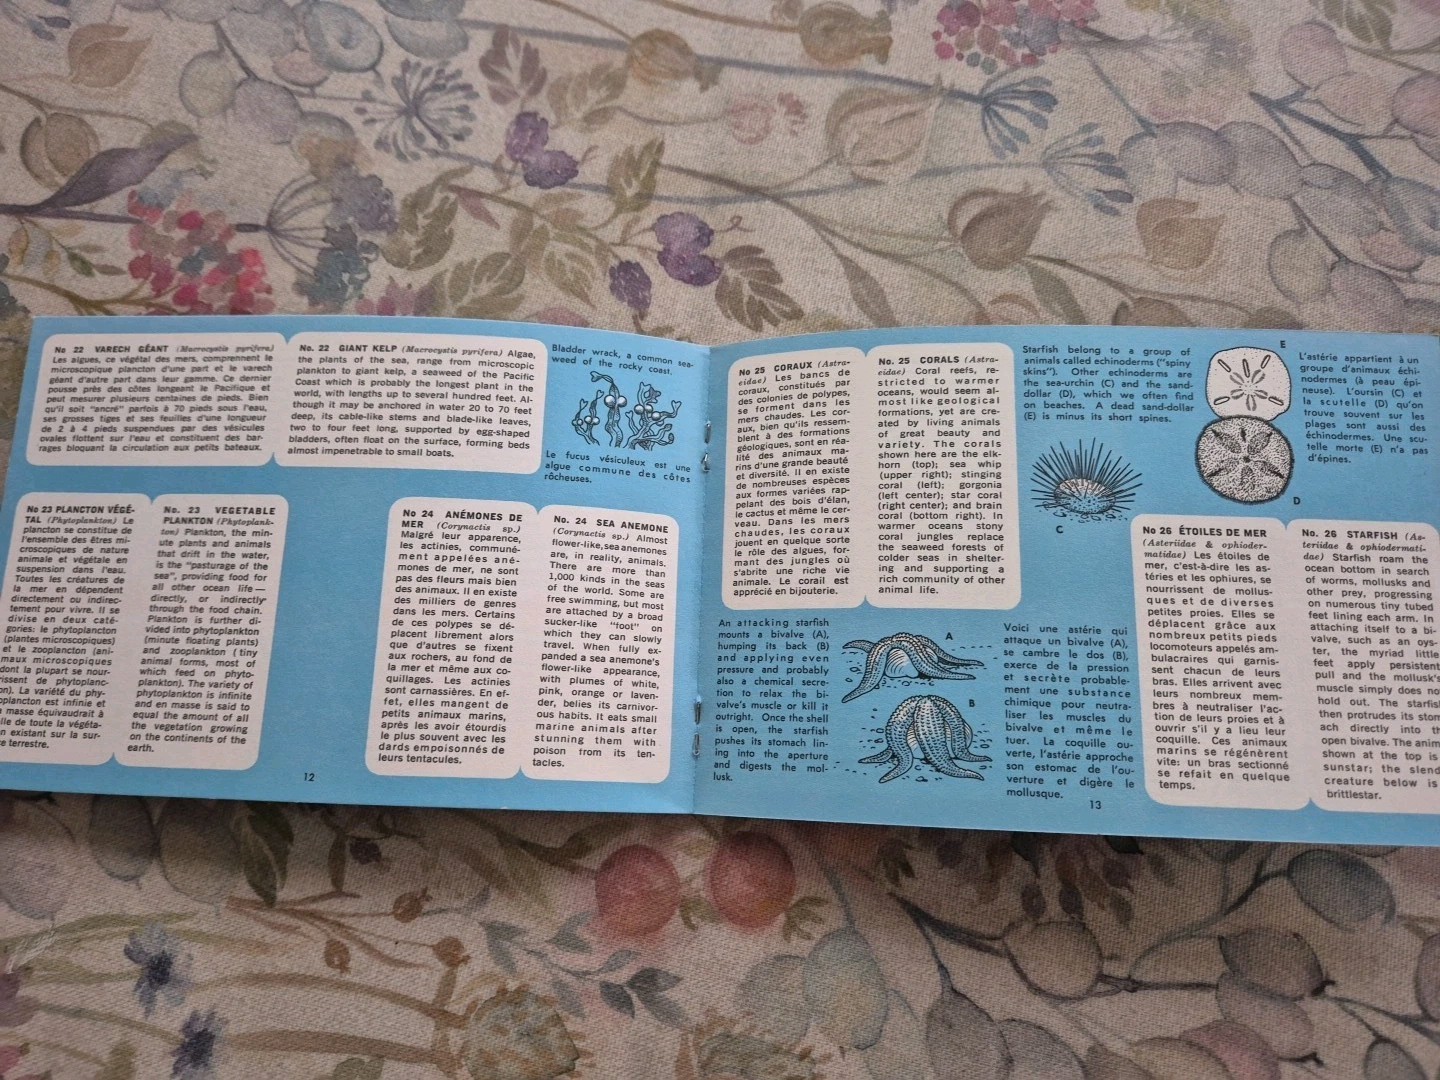 No 22 VARECH GÉANT (Macrocystis pyrifera)
Les algues, ce végétal des mers, comprennent le
microscopique plancton d'une part et le varech
géant d'autre part dans leur gamme. Ce dernier
pousse près des côtes longeant le Pacifique et
peut mesurer plusieurs centaines de pieds. Bien
qu'il soit "ancré" parfois à 70 pieds sous l'eau,
ses grosses tiges et ses feuilles d'une longueur
de 2 à 4 pieds suspendues par des vésicules
ovales flottent sur l'eau et constituent des bar-
rages bloquant la circulation aux petits bateaux.
No. 22 GIANT KELP (Macrocystis pyrifera) Algae,
the plants of the sea, range from microscopic
plankton to giant kelp, a seaweed of the Pacific
Coast which is probably the longest plant in the
world, with lengths up to several hundred feet. Al-
though it may be anchored in water 20 to 70 feet
deep, its cable-like stems and blade-like leaves,
two to four feet long, supported by egg-shaped
bladders, often float on the surface, forming beds
almost impenetrable to small boats.
Bladder wrack, a common sea-
weed of the rocky coast.
Le fucus vésiculeux est une
algue commune des côtes
rôcheuses.
No 23 PLANCTON VÉGÉ-
TAL (Phytoplankton) Le
plancton se constitue de
l'ensemble des êtres mi-
croscopiques de nature
animale et végétale en
suspension dans l'eau.
Toutes les créatures de
la mer en dépendent
directement ou indirec-
tement pour vivre. Il se
divise en deux caté-
gories: le phytoplancton
(plantes microscopiques)
et le zooplancton (ani-
maux microscopiques
dont la plupart se nour-
rissent de phytoplanc-
ton). La variété du phy-
oplancton est infinie et
masse équivaudrait à
lle de toute la végéta-
n existant sur la sur-
e terrestre.
No. 23 VEGETABLE
PLANKTON (Phytoplank-
ton) Plankton, the min-
ute plants and animals
that drift in the water,
is the "pasturage of the
sea", providing food for
all other ocean life—
directly, or indirectly
through the food chain.
Plankton is further di-
vided into phytoplankton
(minute floating plants)
and zooplankton (tiny
animal forms, most of
which feed on phyto-
plankton). The variety of
phytoplankton is infinite
and en masse is said to
equal the amount of all
the vegetation growing
on the continents of the
earth.
No 24 ANÉMONES DE
MER (Corynactis sp.)
Malgré leur apparence,
les actinies, communé-
ment appelées ané-
mones de mer, ne sont
pas des fleurs mais bien
des animaux. Il en existe
des milliers de genres
dans les mers. Certains
de ces polypes se dé-
placent librement alors
que d'autres se fixent
aux rochers, au fond de
la mer et même aux co-
quillages. Les actinies
sont carnassières. En ef-
fet, elles mangent de
petits animaux marins,
après les avoir étourdis
le plus souvent avec les
dards empoisonnés de
leurs tentacules.
No. 24 SEA ANEMONE
(Corynactis sp.) Almost
flower-like, sea anemones
are, in reality, animals.
There are more than
1,000 kinds in the seas
of the world. Some are
free swimming, but most
are attached by a broad
sucker-like "foot" on
which they can slowly
travel. When fully ex-
panded a sea anemone's
flower-like appearance,
with plumes of white,
pink, orange or laven-
der, belies its carnivor-
ous habits. It eats small
marine animals after
stunning them with
poison from its ten-
tacles.
12
No 25 CORAUX (Astra-
eidae) Les bancs de
coraux, constitués par
des colonies de polypes,
se forment dans les
mers chaudes. Les cor-
aux, bien qu'ils ressem-
blent à des formations
géologiques, sont en réa-
lité des animaux ma-
rins d'une grande beauté
et diversité. Il en existe
de nombreuses espèces
aux formes variées rap-
pelant des bois d'élan,
le cactus et même le cer-
veau. Dans les mers
chaudes, les coraux
jouent en quelque sorte
le rôle des algues, for-
mant des jungles où
s'abrite une riche vie
animale. Le corail est
apprécié en bijouterie.
No. 25 CORALS (Astra-
eidae) Coral reefs, re-
stricted to warmer
oceans, would seem al-
most like geological
formations, yet are cre-
ated by living animals
of great beauty and
variety. The corals
shown here are the elk-
horn (top); sea whip
(upper right); stinging
coral (left); gorgonia
(left center); star coral
(right center); and brain
coral (bottom right). In
warmer oceans stony
coral jungles replace
the seaweed forests of
colder seas in shelter-
ing and supporting a
rich community of other
animal life.
Starfish belong to a group of
animals called echinoderms ("spiny
skins"). Other echinoderms are
the sea-urchin (C) and the sand-
dollar (D), which we often find
on beaches. A dead sand-dollar
(E) is minus its short spines.
C
E
D
L'astérie appartient à un
groupe d'animaux échi-
nodermes (à peau épi-
neuse). L'oursin (C) et
la scutelle (D) qu'on
trouve souvent sur les
plages sont aussi des
échinodermes. Une scu-
telle morte (E) n'a pas
d'épines.
An attacking starfish
mounts a bivalve (A),
humping its back (B)
and applying even
pressure and probably
also a chemical secre-
tion to relax the bi-
valve's muscle or kill it
outright. Once the shell
is open, the starfish
pushes its stomach lin-
ing into the aperture
and digests the mol-
lusk.
A
B
Voici une astérie qui
attaque un bivalve (A),
se cambre le dos (B),
exerce de la pression
et secrète probable-
ment une substance
chimique pour neutra-
liser les muscles du
bivalve et même le
tuer. La coquille ou-
verte, l'astérie approche
son estomac de l'ou-
verture et digère le
mollusque.
13
No 26 ÉTOILES DE MER
(Asteriidae & ophioder-
matidae) Les étoiles de
mer, c'est-à-dire les as-
téries et les ophiures, se
nourrissent de mollus-
ques et de diverses
petites proies. Elles se
déplacent grâce aux
nombreux petits pieds
locomoteurs appelés am-
bulacraires qui garnis-
sent chacun de leurs
bras. Elles arrivent avec
leurs nombreux mem-
bres à neutraliser l'ac-
tion de leurs proies et à
ouvrir s'il y a lieu leur
coquille. Ces animaux
marins se régénèrent
vite: un bras sectionné
se refait en quelque
temps.
No. 26 STARFISH (As-
teriidae & ophiodermati-
dae) Starfish roam the
ocean bottom in search
of worms, mollusks and
other prey, progressing
on numerous tiny tubed
feet lining each arm. In
attaching itself to a bi-
valve, such as an oys-
ter, the myriad little
feet apply persistent
pull and the mollusk's
muscle simply does no
hold out. The starfis
then protrudes its stom
ach directly into th
open bivalve. The anim
shown at the top is
sunstar; the slend
creature below is
brittlestar.